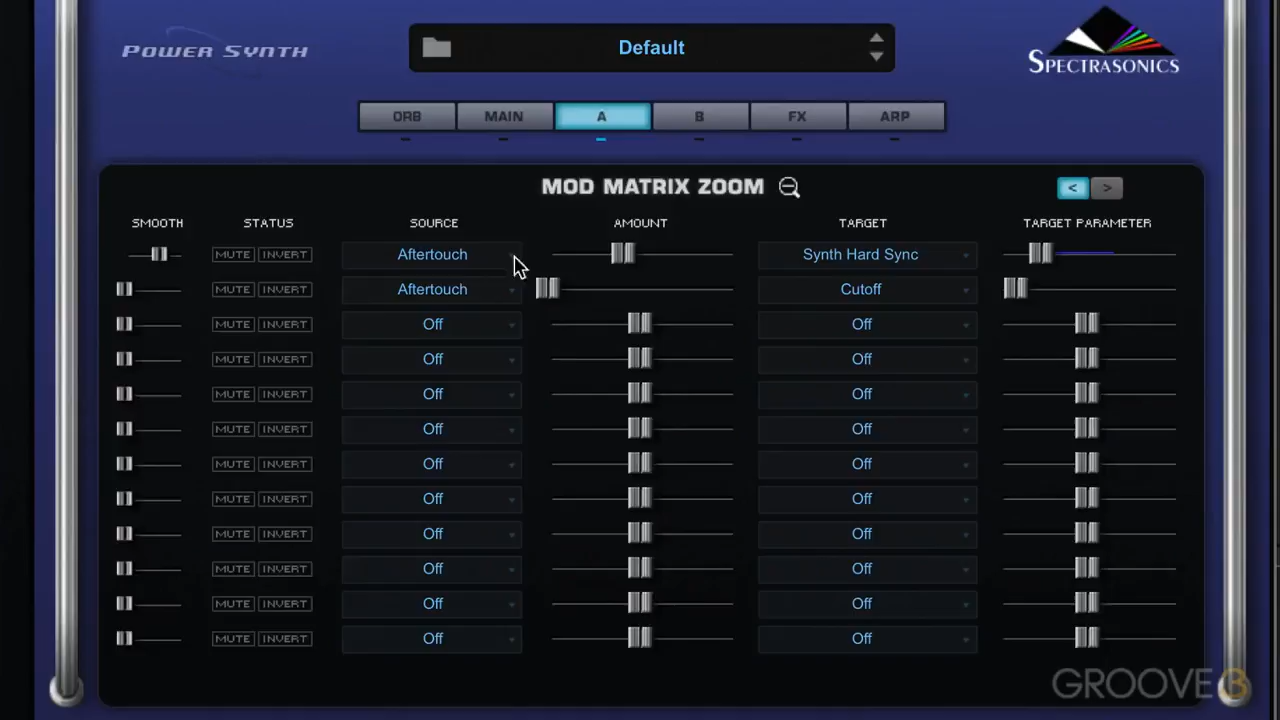 POWER SYNTH
Default
SPECTRASONICS
ORB MAIN A B FX ARP
MOD MATRIX ZOOM < >
SMOOTH STATUS SOURCE AMOUNT TARGET TARGET PARAMETER
MUTE INVERT Aftertouch Synth Hard Sync
MUTE INVERT Aftertouch Cutoff
MUTE INVERT Off Off
MUTE INVERT Off Off
MUTE INVERT Off Off
MUTE INVERT Off Off
MUTE INVERT Off Off
MUTE INVERT Off Off
MUTE INVERT Off Off
MUTE INVERT Off Off
MUTE INVERT Off Off
MUTE INVERT Off Off
GROOVE3